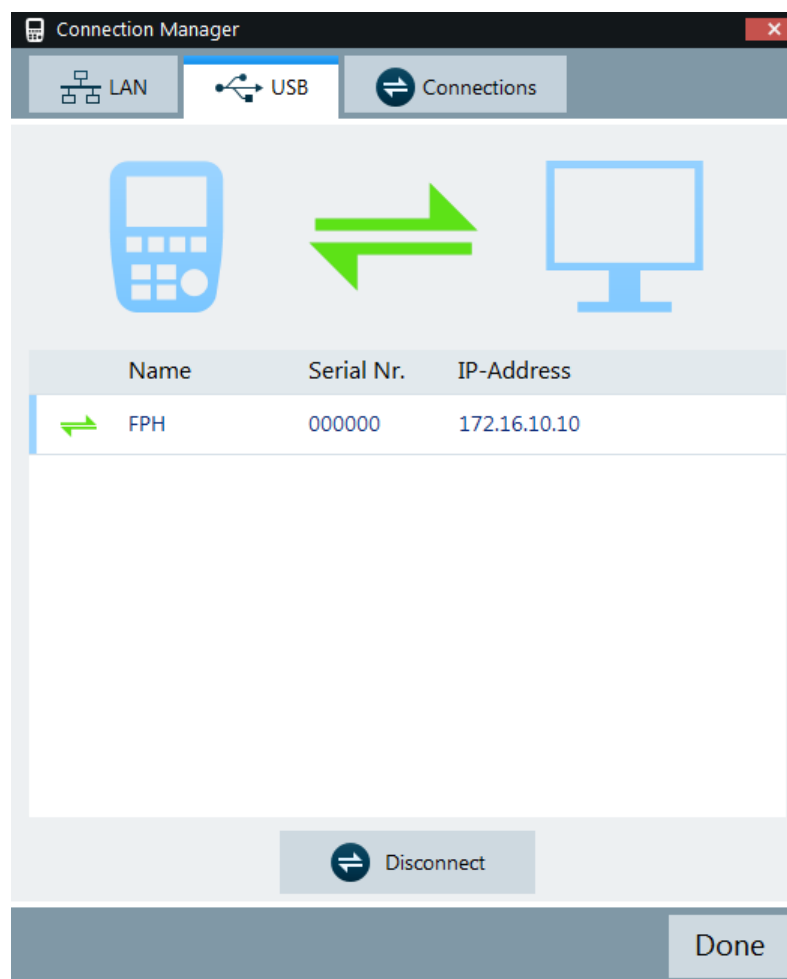 Connection Manager
LAN USB Connections
Name Serial Nr. IP-Address
FPH 000000 172.16.10.10
Disconnect
Done